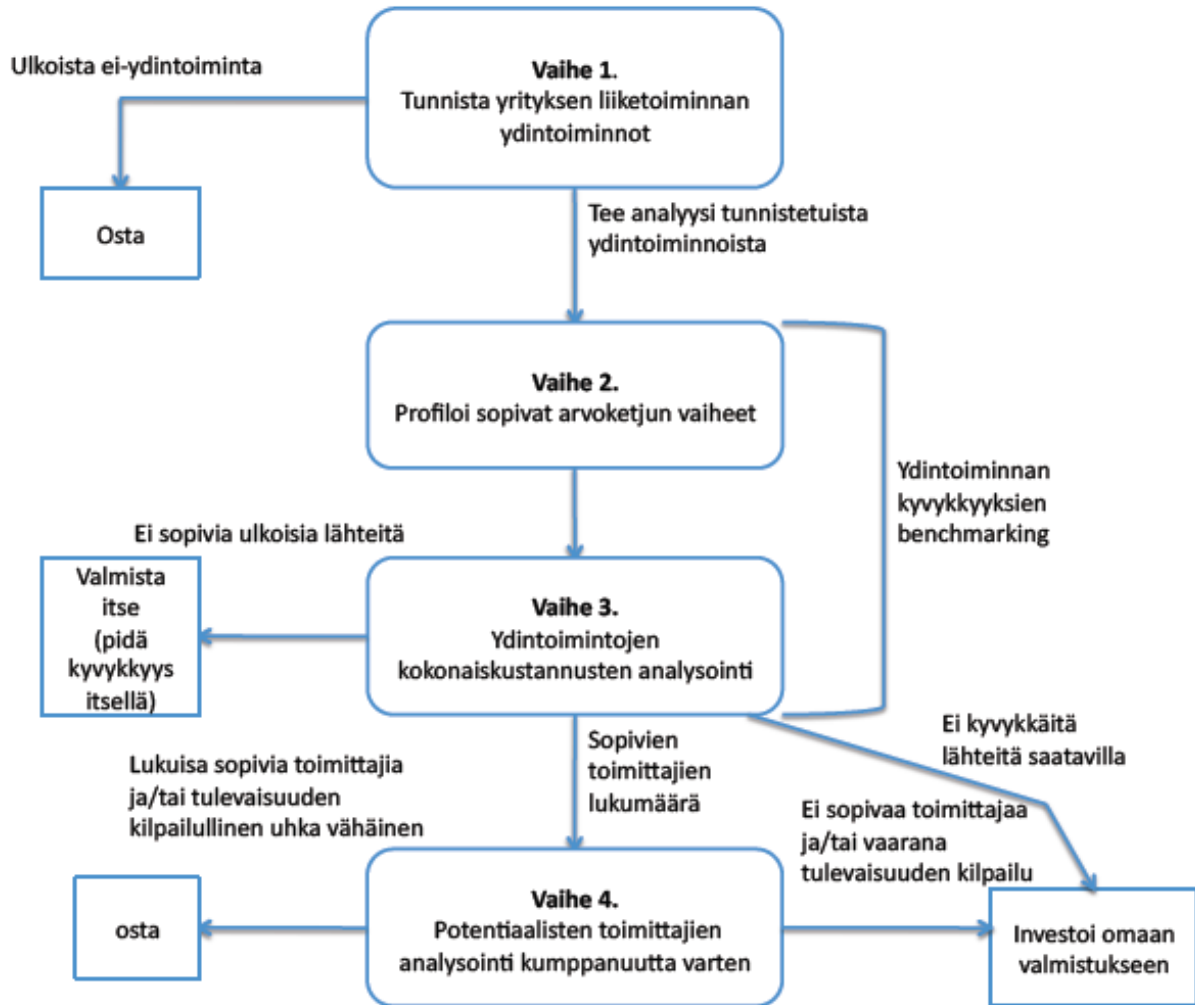 Ulkoista ei-ydintoiminta
Vaihe 1.
Tunnista yrityksen liiketoiminnan
ydintoiminnot
Osta
Tee analyysi tunnistetuista
ydintoiminnoista
Vaihe 2.
Profiloi sopivat arvoketjun vaiheet
Ydintoiminnan
kyvykkyyksien
benchmarking
Ei sopivia ulkoisia lähteitä
Valmista
itse
(pidä
kyvykkyys
itsellä)
Vaihe 3.
Ydintoimintojen
kokonaiskustannusten analysointi
Ei kyvykkäitä
lähteitä saatavilla
Sopivien
toimittajien
lukumäärä
Lukuisa sopivia toimittajia
ja/tai tulevaisuuden
kilpailullinen uhka vähäinen
Ei sopivaa toimittajaa
ja/tai vaarana
tulevaisuuden kilpailu
osta
Vaihe 4.
Potentiaalisten toimittajien
analysointi kumppanuutta varten
Investoi omaan
valmistukseen